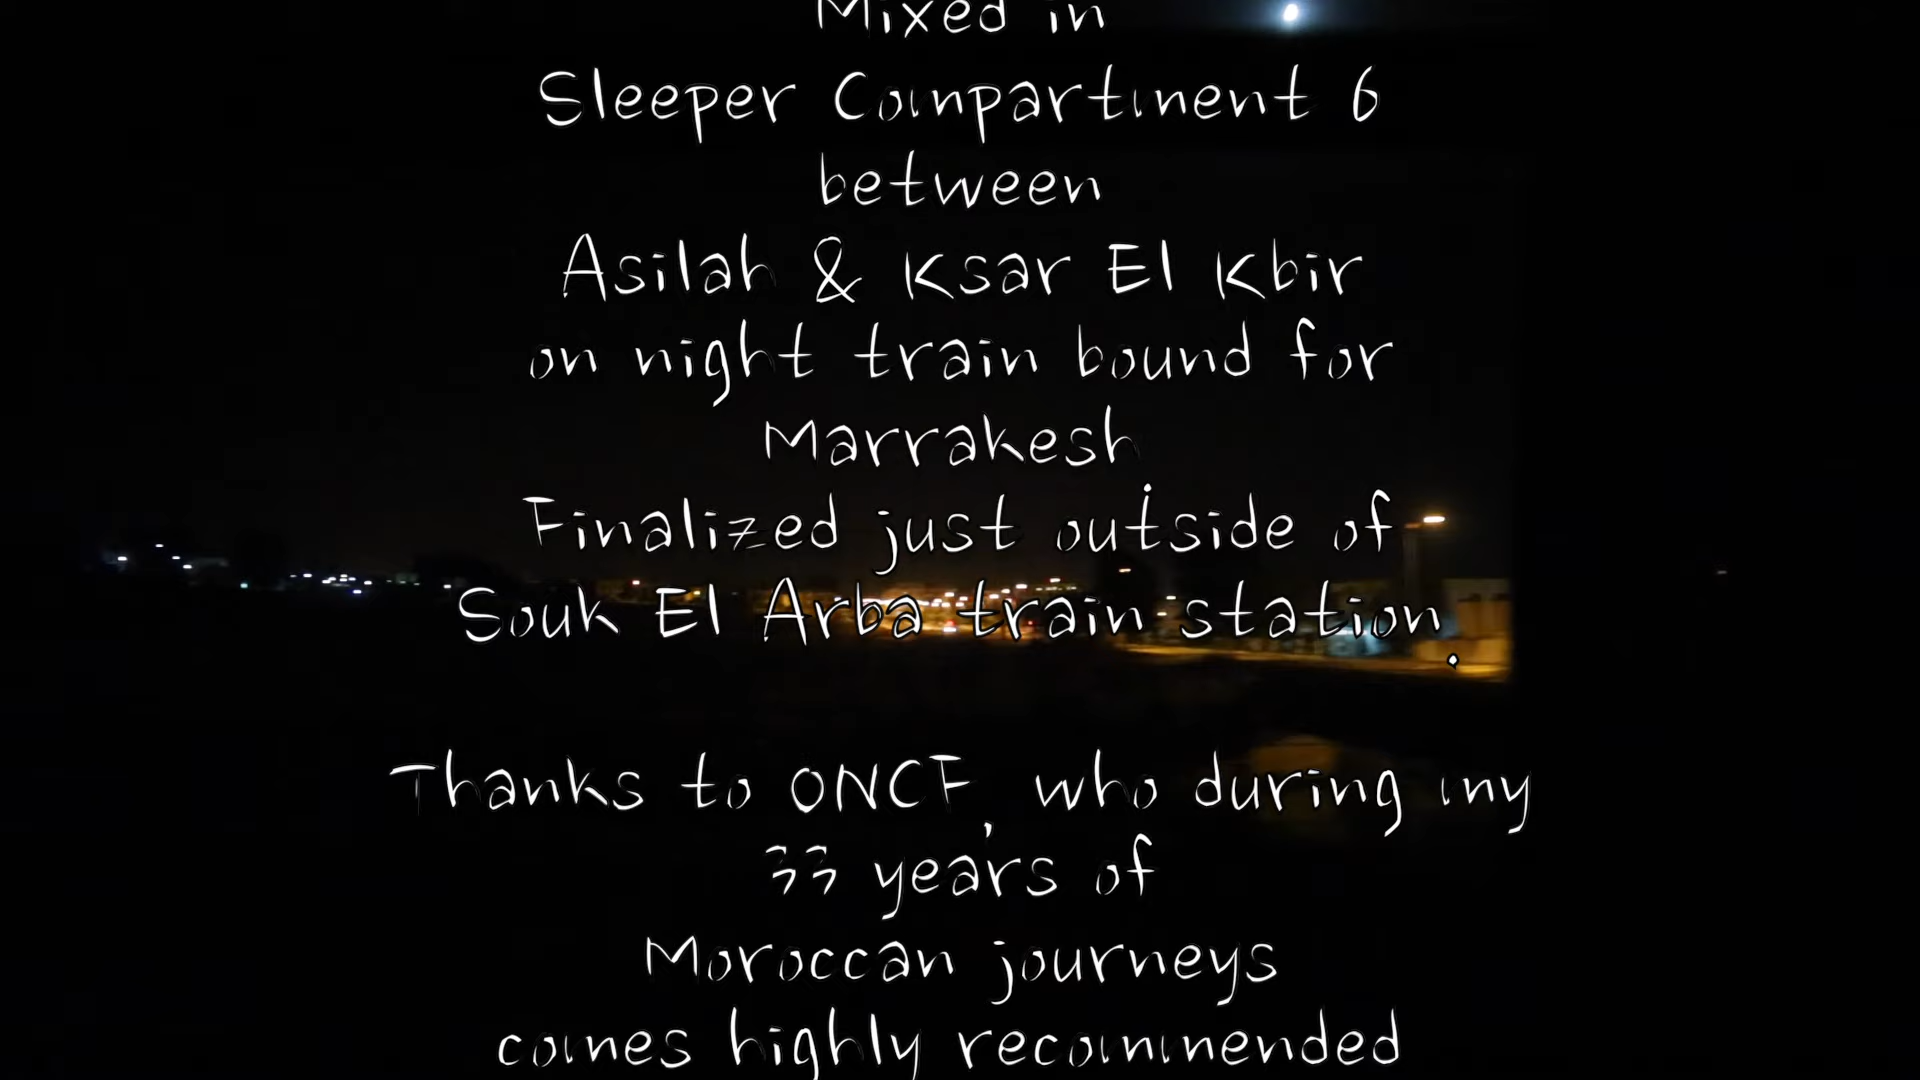 Mixed in
Sleeper Compartment 6
between
Asilah & Ksar El Kbir
on night train bound for
Marrakesh
Finalized just outside of
Souk El Arba train station.
Thanks to ONCF, who during my
33 years of
Moroccan journeys
comes highly recommended